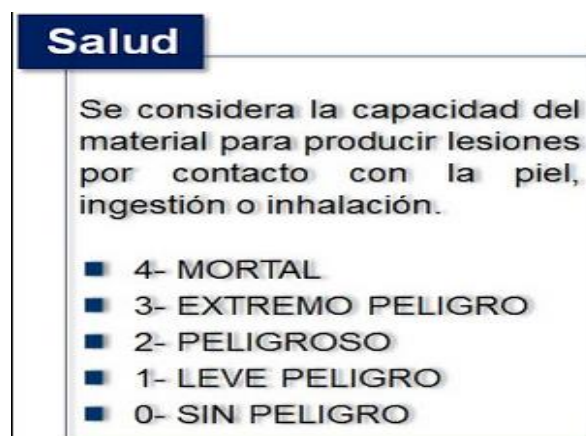 Salud
Se considera la capacidad del
material para producir lesiones
por contacto con la piel,
ingestión o inhalación.
4- MORTAL
3- EXTREMO PELIGRO
2- PELIGROSO
1- LEVE PELIGRO
0- SIN PELIGRO